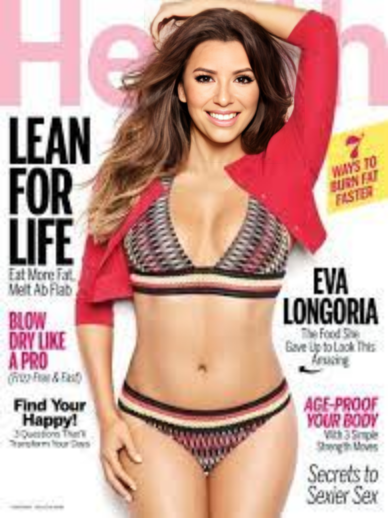 Health
LEAN
FOR
LIFE
Eat More Fat,
Melt Ab Flab
7
WAYS TO
BURN FAT
FASTER
BLOW
DRY LIKE
A PRO
(Frizz-Free & Fast)
Find Your
Happy!
3 Questions That'll
Transform Your Days
EVA
LONGORIA
The Food She
Gave Up to Look This
Amazing
AGE-PROOF
YOUR BODY
With 3 Simple
Strength Moves
Secrets to
Sexier Sex